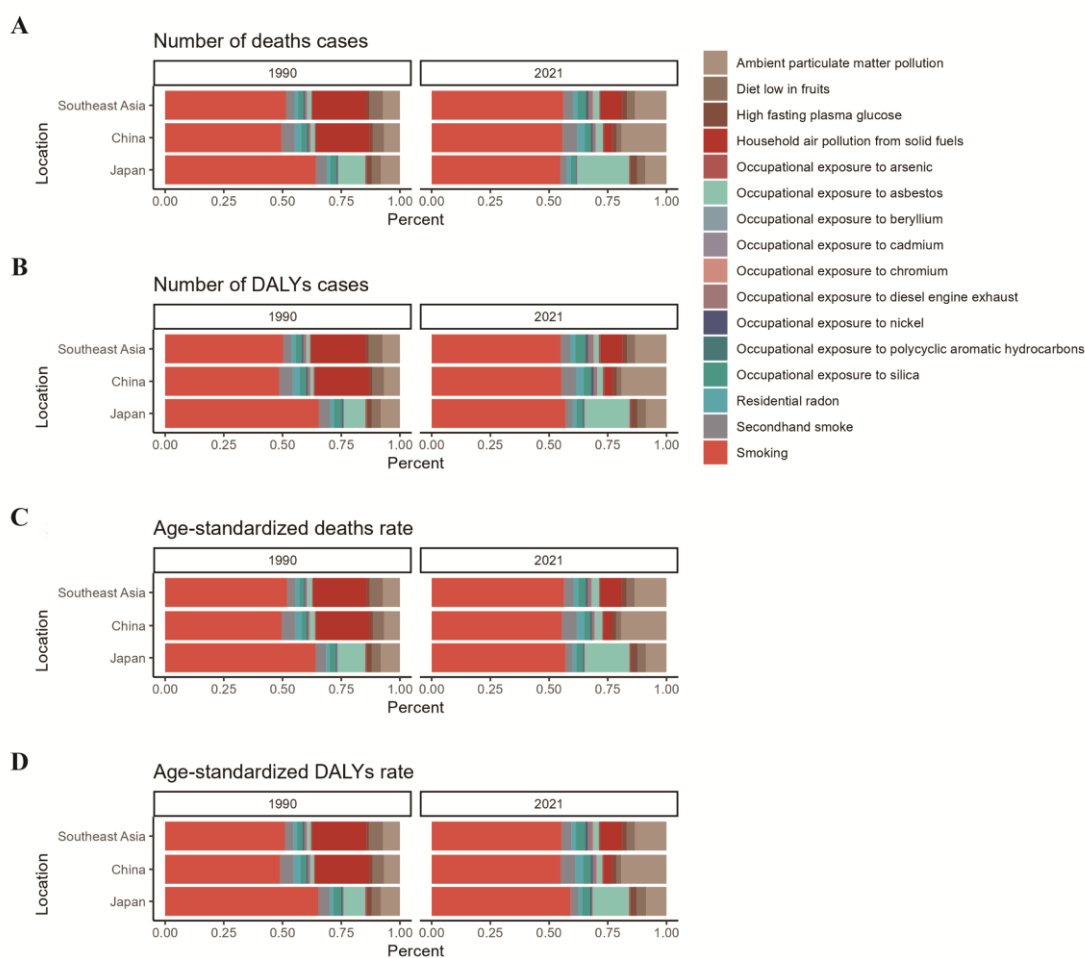 A
Number of deaths cases
1990
2021
Location
Southeast Asia
China
Japan
0.00 0.25 0.50 0.75 1.00
0.00 0.25 0.50 0.75 1.00
Percent
Ambient particulate matter pollution
Diet low in fruits
High fasting plasma glucose
Household air pollution from solid fuels
Occupational exposure to arsenic
Occupational exposure to asbestos
Occupational exposure to beryllium
Occupational exposure to cadmium
Occupational exposure to chromium
Occupational exposure to diesel engine exhaust
Occupational exposure to nickel
Occupational exposure to polycyclic aromatic hydrocarbons
Occupational exposure to silica
Residential radon
Secondhand smoke
Smoking
B
Number of DALYs cases
1990
2021
Location
Southeast Asia
China
Japan
0.00 0.25 0.50 0.75 1.00
0.00 0.25 0.50 0.75 1.00
Percent
C
Age-standardized deaths rate
1990
2021
Location
Southeast Asia
China
Japan
0.00 0.25 0.50 0.75 1.00
0.00 0.25 0.50 0.75 1.00
Percent
D
Age-standardized DALYs rate
1990
2021
Location
Southeast Asia
China
Japan
0.00 0.25 0.50 0.75 1.00
0.00 0.25 0.50 0.75 1.00
Percent